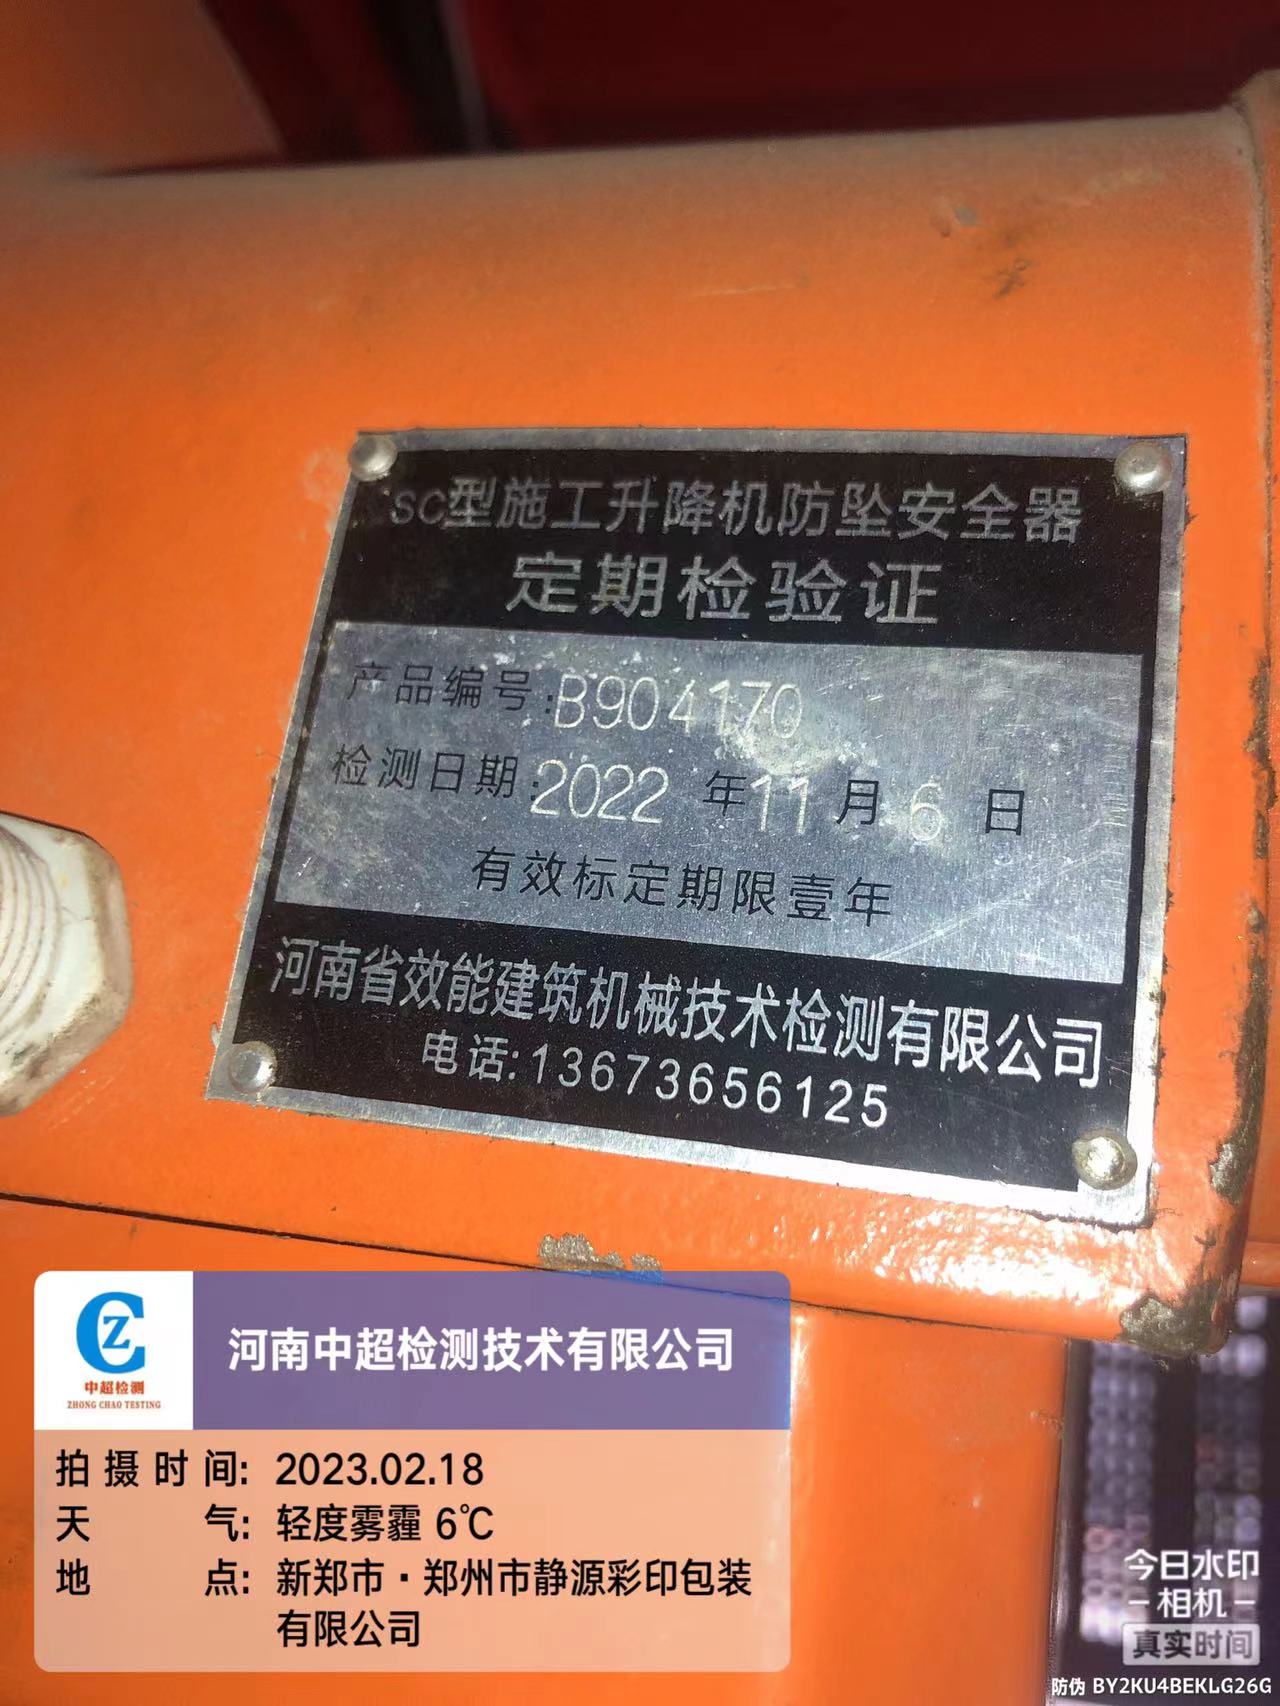 SC型施工升降机防坠安全器
定期检验证
产品编号:B904170
检测日期:2022 年 11 月 6 日
有效标定期限壹年
河南省效能建筑机械技术检测有限公司
电话:13673656125
CZ
中超检测
ZHONG CHAO TESTING
河南中超检测技术有限公司
拍摄时间: 2023.02.18
天气: 轻度雾霾 6℃
地点: 新郑市·郑州市静源彩印包装
有限公司
今日水印
相机
真实时间
防伪 BY2KU4BEKLG26G